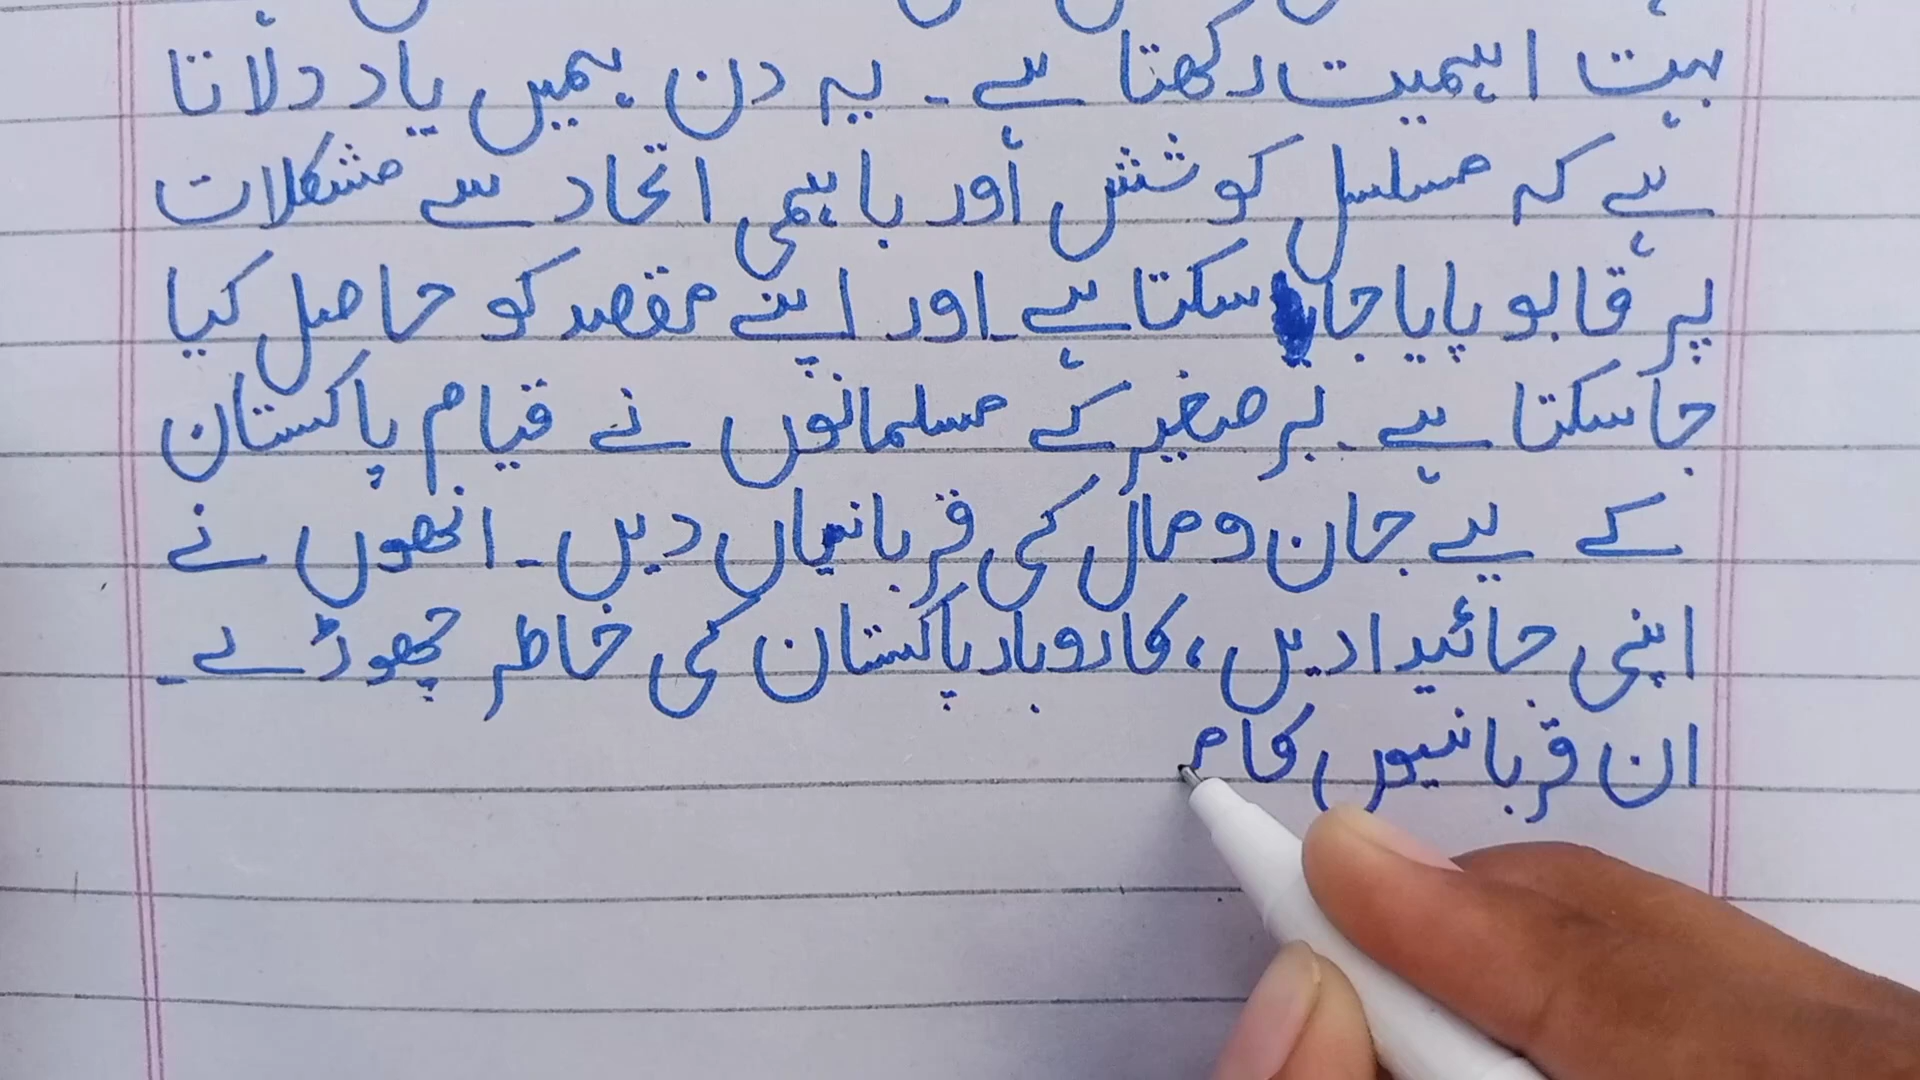 بہت اہمیت رکھتا ہے ۔ یہ دن ہمیں یاد دلاتا
ہے کہ مسلسل کوشش اور باہمی اتحاد سے مشکلات
پر قابو پایا جا سکتا ہے ۔ اور اپنے مقصد کو حاصل کیا
جا سکتا ہے ۔ برصغیر کے مسلمانوں نے قیام پاکستان
کے لیے جان و مال کی قربانیاں دیں ۔ انھوں نے
اپنی جائیدادیں ، کاروبار پاکستان کی خاطر چھوڑے ۔
ان قربانیوں کا م